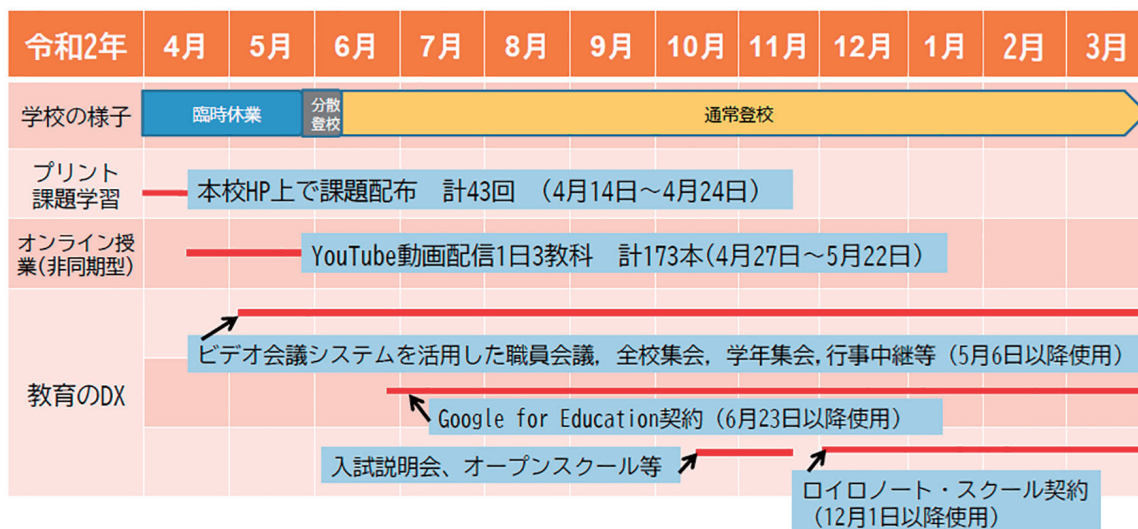 令和2年 4月 5月 6月 7月 8月 9月 10月 11月 12月 1月 2月 3月
学校の様子
臨時休業
分散
登校
通常登校
プリント
課題学習
本校HP上で課題配布 計43回 (4月14日~4月24日)
オンライン授
業(非同期型)
YouTube動画配信1日3教科 計173本(4月27日~5月22日)
教育のDX
ビデオ会議システムを活用した職員会議, 全校集会, 学年集会, 行事中継等 (5月6日以降使用)
Google for Education契約 (6月23日以降使用)
入試説明会、オープンスクール等
ロイロノート・スクール契約
(12月1日以降使用)